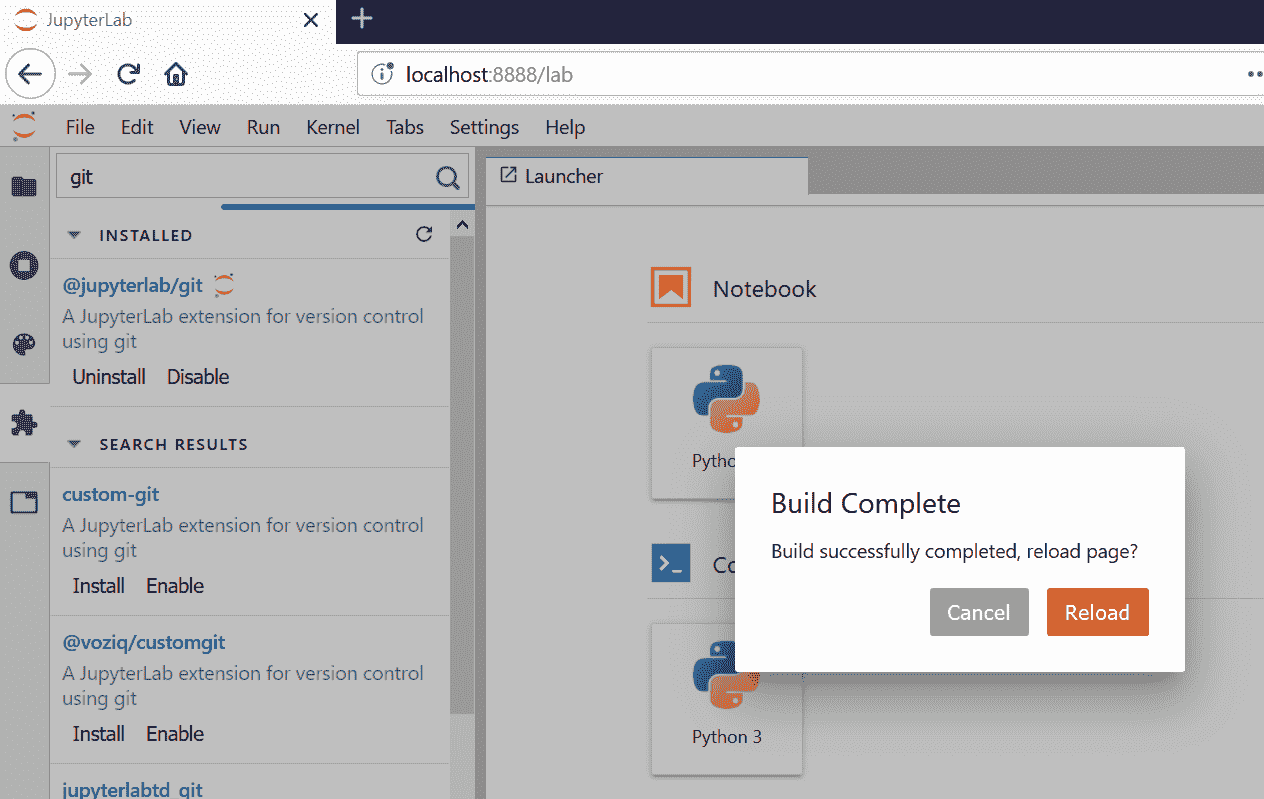 JupyterLab
localhost:8888/lab
File Edit View Run Kernel Tabs Settings Help
git
Launcher
INSTALLED
@jupyterlab/git
A JupyterLab extension for version control
using git
Uninstall Disable
SEARCH RESULTS
custom-git
A JupyterLab extension for version control
using git
Install Enable
@voziq/customgit
A JupyterLab extension for version control
using git
Install Enable
jupyterlabtd_git
Notebook
Pytho
Co
Python 3
Build Complete
Build successfully completed, reload page?
Cancel Reload